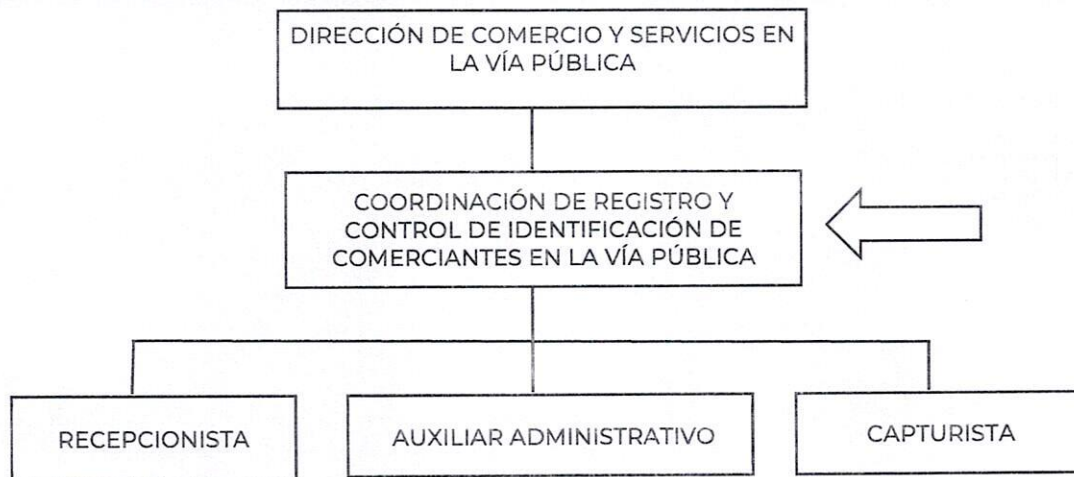 DIRECCIÓN DE COMERCIO Y SERVICIOS EN
LA VÍA PÚBLICA
COORDINACIÓN DE REGISTRO Y
CONTROL DE IDENTIFICACIÓN DE
COMERCIANTES EN LA VÍA PÚBLICA
RECEPCIONISTA
AUXILIAR ADMINISTRATIVO
CAPTURISTA